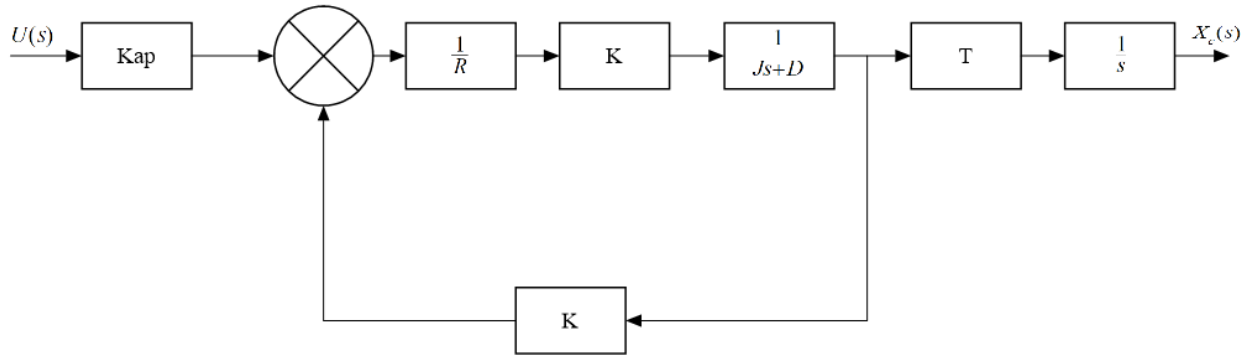 U(s)
Kap
1/R
K
1/Js+D
T
1/s
X_c(s)
K